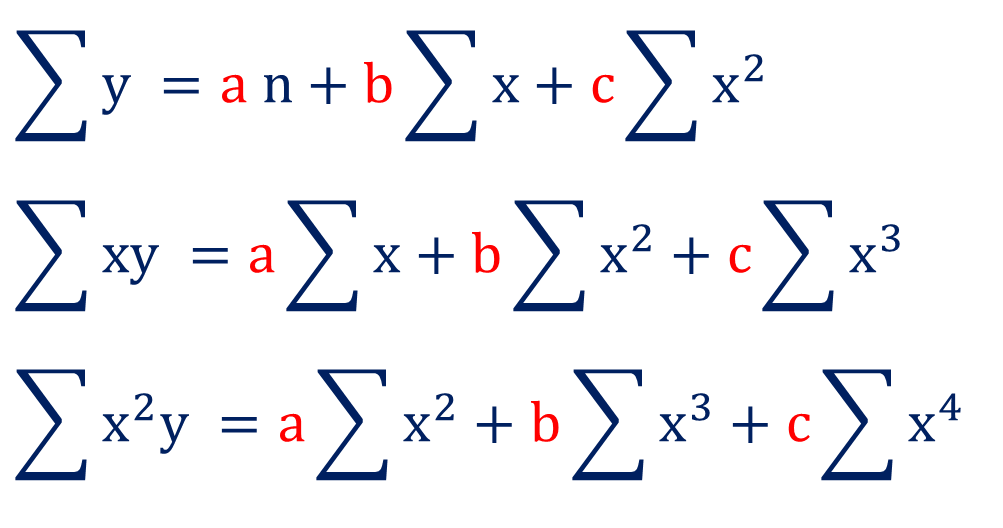 ∑ y = a n + b ∑ x + c ∑ x²
∑ xy = a ∑ x + b ∑ x² + c ∑ x³
∑ x²y = a ∑ x² + b ∑ x³ + c ∑ x⁴